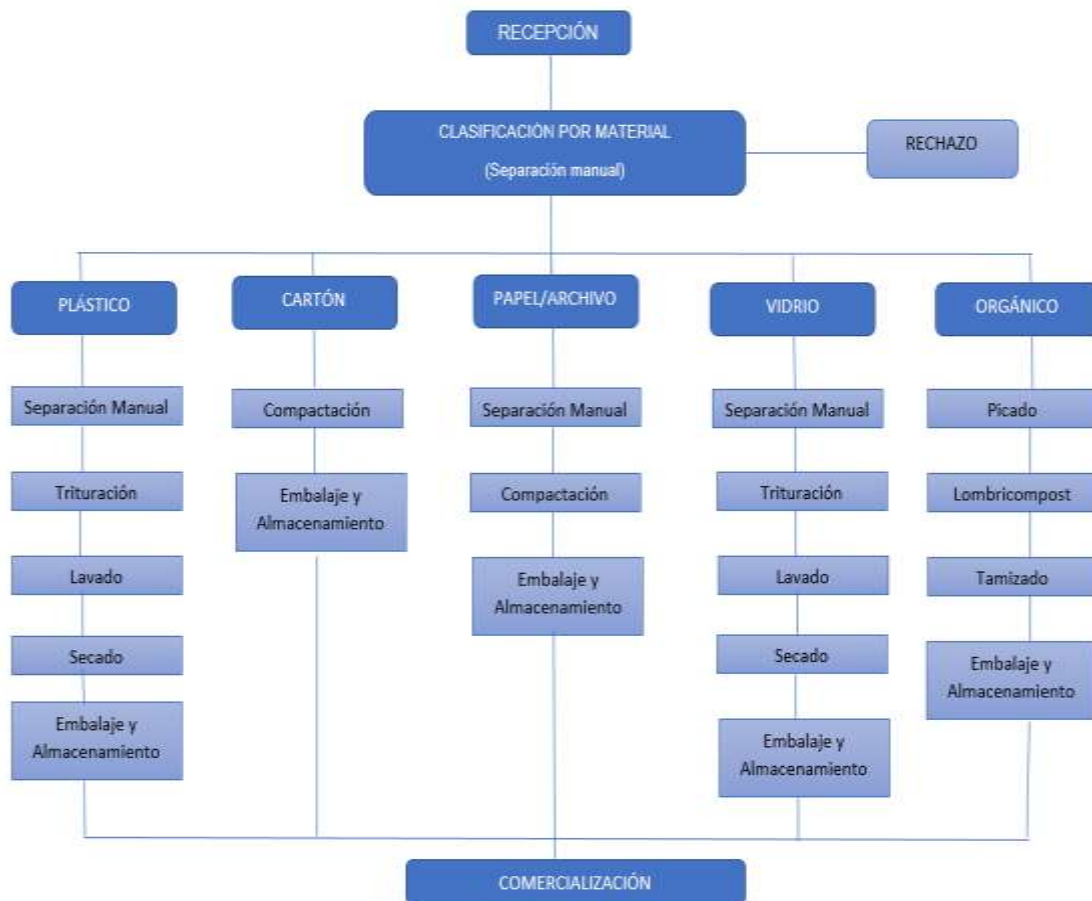 RECEPCIÓN
CLASIFICACIÓN POR MATERIAL
(Separación manual)
RECHAZO
PLÁSTICO
CARTÓN
PAPEL/ARCHIVO
VIDRIO
ORGÁNICO
Separación Manual
Compactación
Separación Manual
Separación Manual
Picado
Trituración
Embalaje y
Almacenamiento
Compactación
Trituración
Lombricompost
Lavado
Embalaje y
Almacenamiento
Lavado
Tamizado
Secado
Secado
Embalaje y
Almacenamiento
Embalaje y
Almacenamiento
Embalaje y
Almacenamiento
COMERCIALIZACIÓN